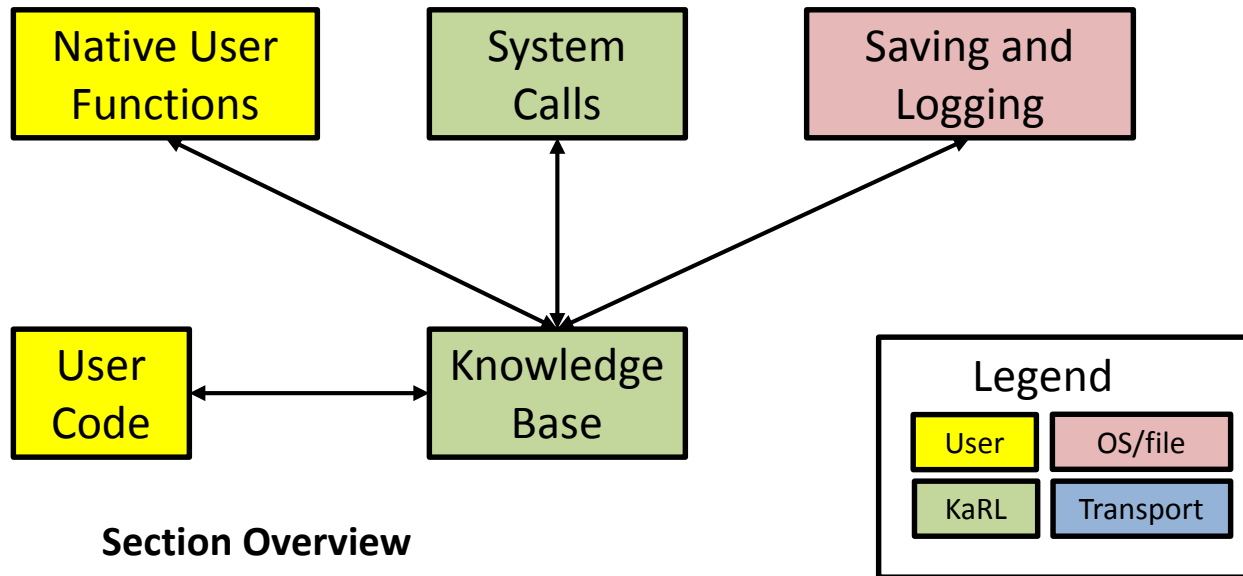 Native User
Functions
System
Calls
Saving and
Logging
User
Code
Knowledge
Base
Legend
User
OS/file
KaRL
Transport
Section Overview